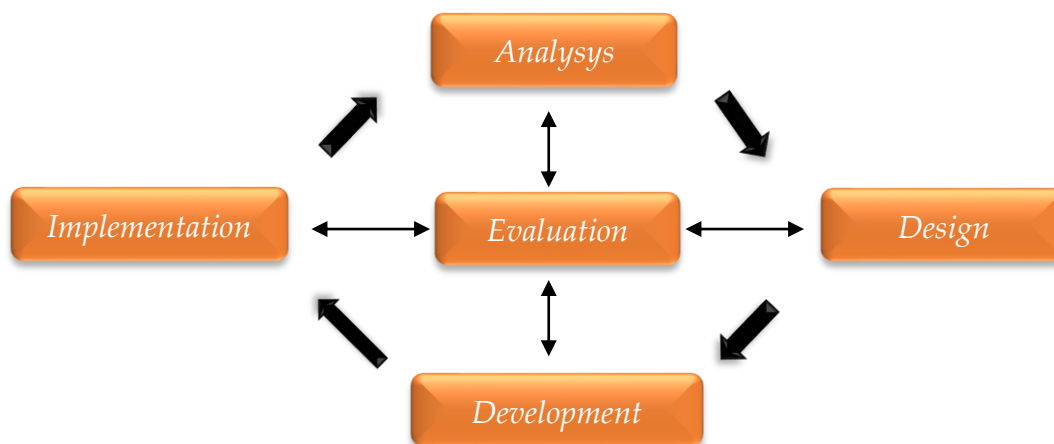 Analysys
Implementation
Evaluation
Design
Development